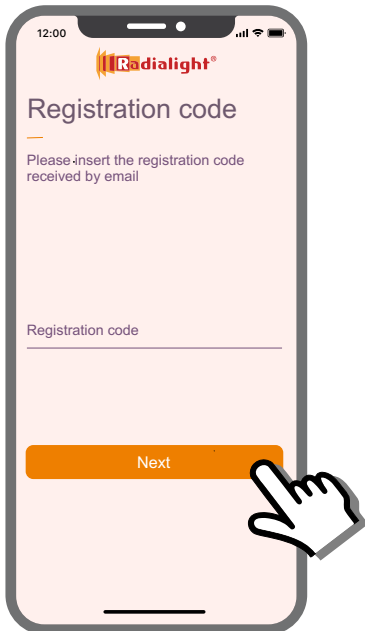 12:00
Radialight®
Registration code
Please insert the registration code
received by email
Registration code
Next